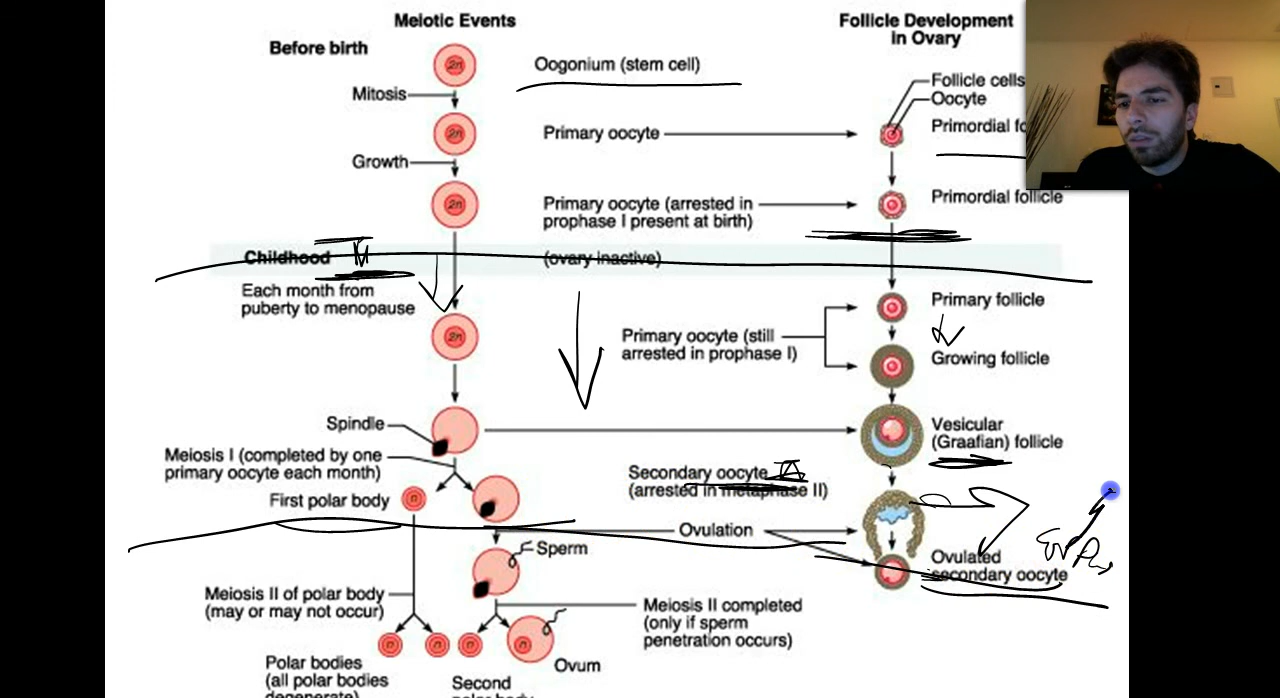 Meiotic Events
Follicle Development
in Ovary
Before birth
Oogonium (stem cell)
Follicle cells
Mitosis
Oocyte
Primary oocyte
Primordial
Growth
Primary oocyte (arrested in
prophase I present at birth)
Primordial follicle
Childhood
(ovary inactive)
Each month from
puberty to menopause
Primary follicle
Primary oocyte (still
arrested in prophase I)
Growing follicle
Spindle
Vesicular
(Graafian) follicle
Meiosis I (completed by one
primary oocyte each month)
Secondary oocyte
(arrested in metaphase II)
First polar body
Ovulation
Sperm
Ovulated
secondary oocyte
Meiosis II of polar body
(may or may not occur)
Meiosis II completed
(only if sperm
penetration occurs)
Ovum
Polar bodies
(all polar bodies
degenerate)
Second
polar body
2n
2n
2n
2n
n
n
n
n
n